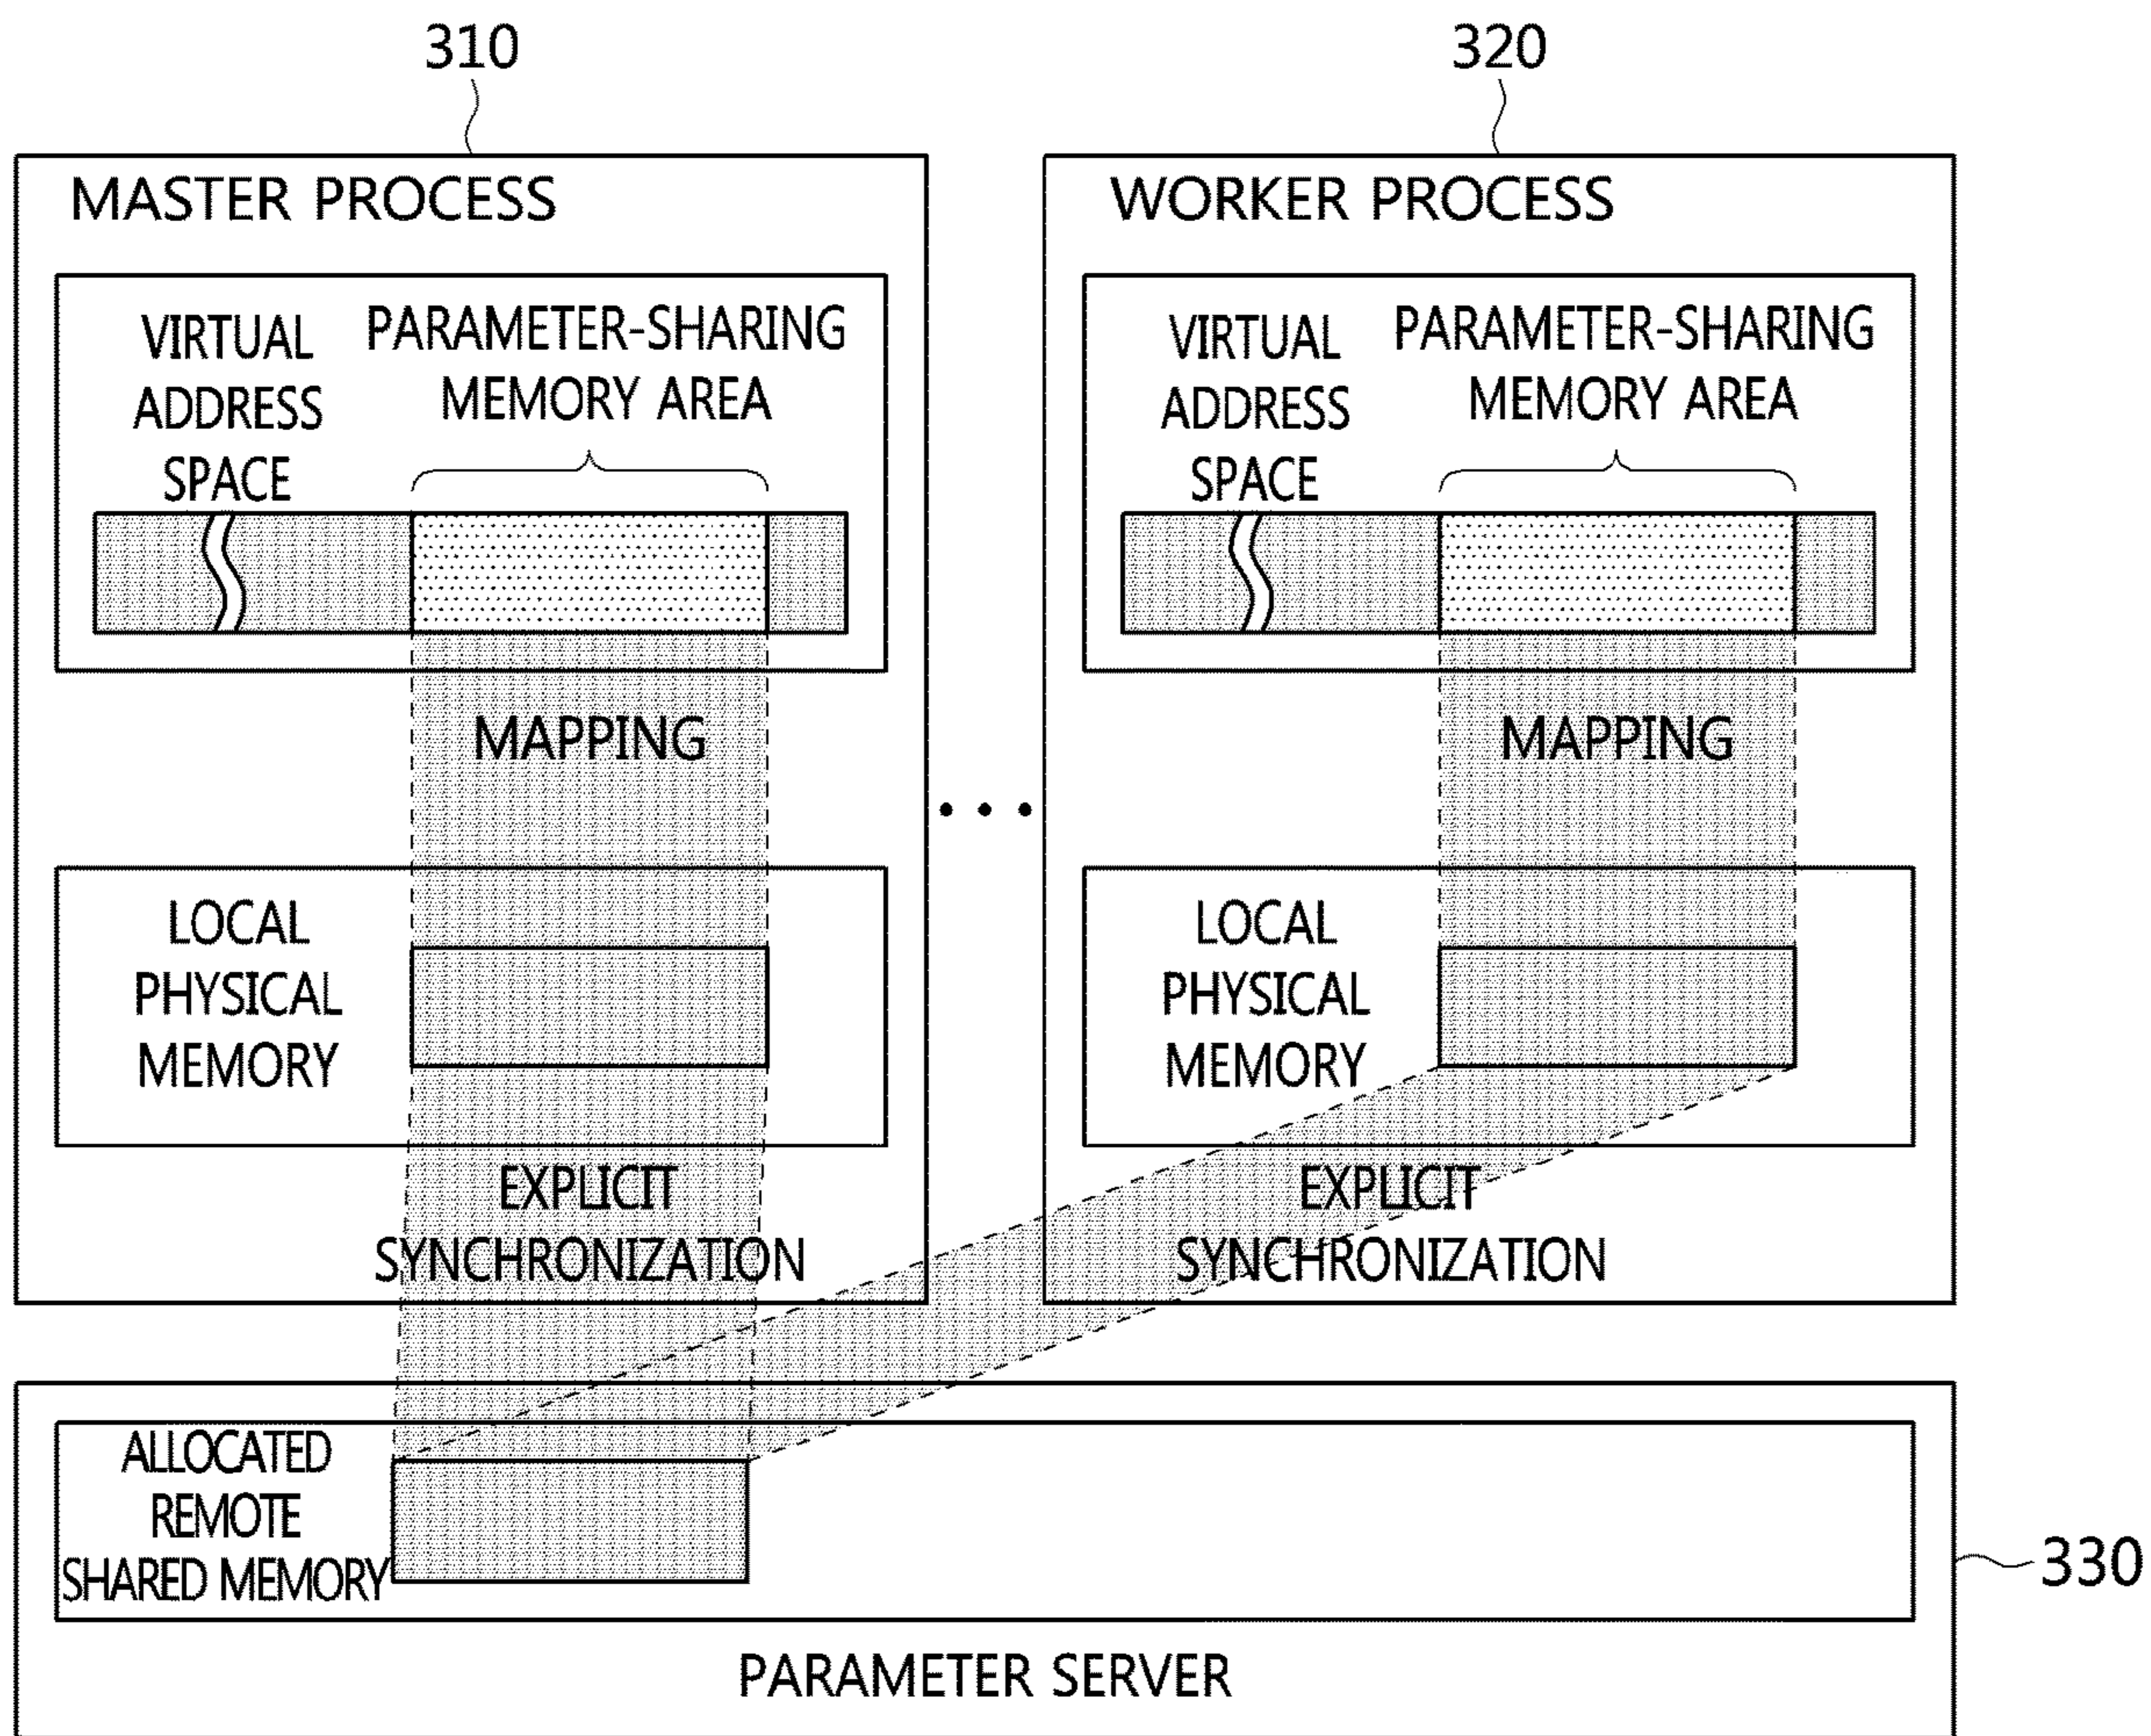 310
320
MASTER PROCESS
VIRTUAL
ADDRESS
SPACE
PARAMETER-SHARING
MEMORY AREA
MAPPING
LOCAL
PHYSICAL
MEMORY
EXPLICIT
SYNCHRONIZATION
WORKER PROCESS
VIRTUAL
ADDRESS
SPACE
PARAMETER-SHARING
MEMORY AREA
MAPPING
LOCAL
PHYSICAL
MEMORY
EXPLICIT
SYNCHRONIZATION
ALLOCATED
REMOTE
SHARED MEMORY
330
PARAMETER SERVER